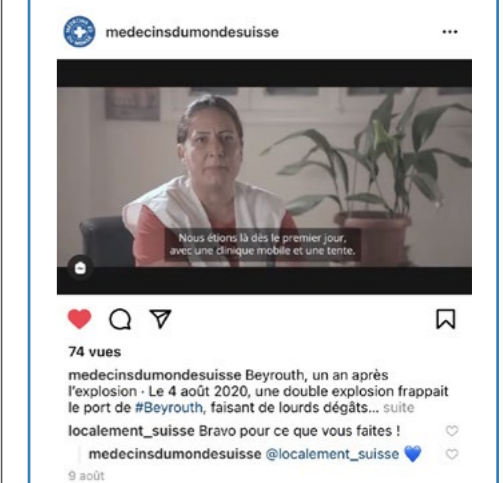 medecinsdumondesuisse
Nous étions là dès le premier jour,
avec une clinique mobile et une tente.
74 vues
medecinsdumondesuisse Beyrouth, un an après
l'explosion · Le 4 août 2020, une double explosion frappait
le port de #Beyrouth, faisant de lourds dégâts... suite
localement_suisse Bravo pour ce que vous faites !
medecinsdumondesuisse @localement_suisse 💙
9 août